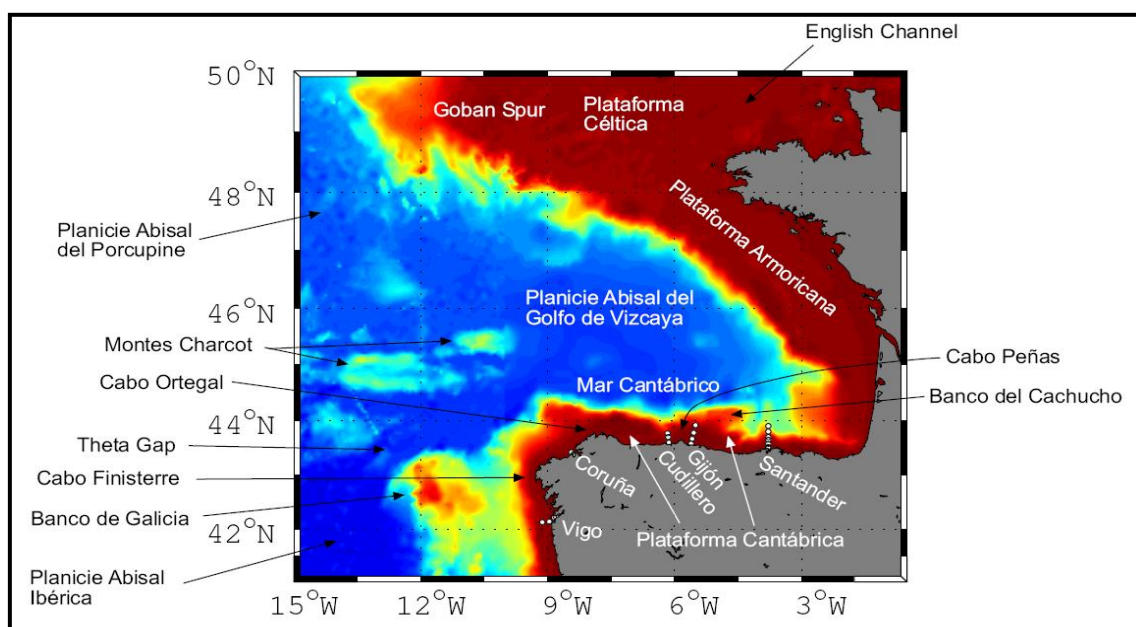 English Channel
50°N
Goban Spur
Plataforma
Céltica
48°N
Planicie Abisal
del Porcupine
Plataforma Armoricana
46°N
Planicie Abisal del
Golfo de Vizcaya
Montes Charcot
Cabo Peñas
Cabo Ortegal
Mar Cantábrico
Banco del Cachucho
44°N
Theta Gap
Cabo Finisterre
Coruña
Cudillero
Gijón
Santander
Banco de Galicia
42°N
Vigo
Plataforma Cantábrica
Planicie Abisal
Ibérica
15°W 12°W 9°W 6°W 3°W